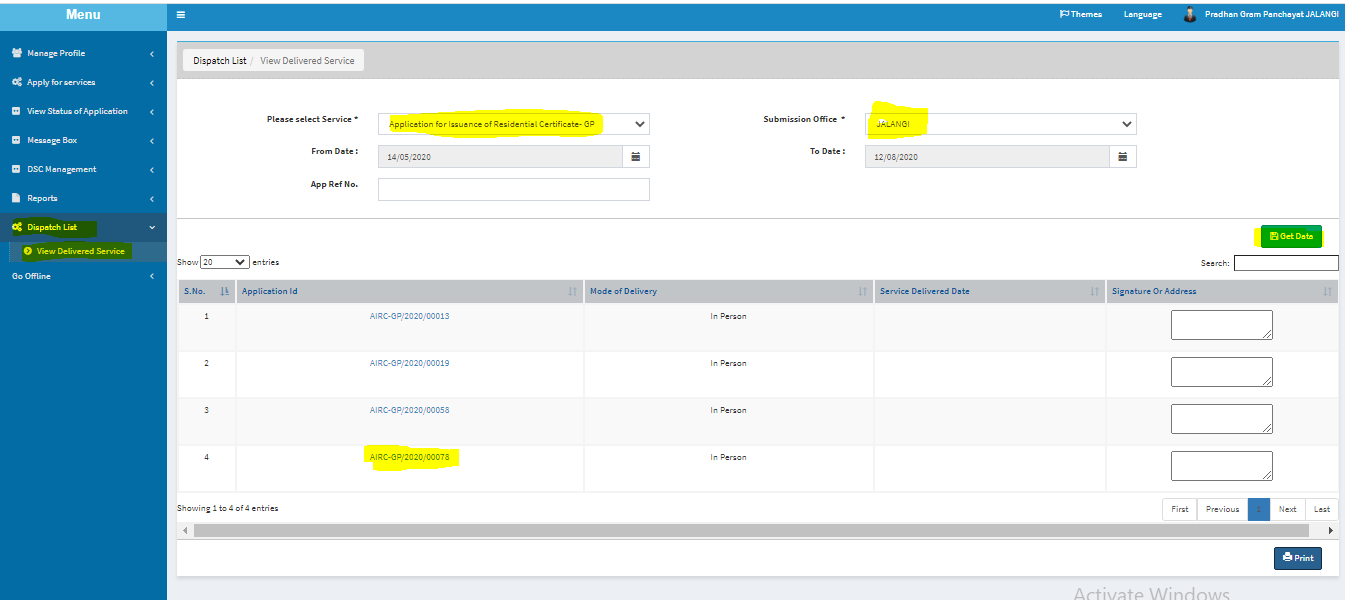 Menu
Themes Language Pradhan Gram Panchayat JALANGI
Manage Profile
Apply for services
View Status of Application
Message Box
DSC Management
Reports
Dispatch List
View Delivered Service
Go Offline
Dispatch List / View Delivered Service
Please select Service * Application for Issuance of Residential Certificate- GP Submission Office * JALANGI
From Date : 14/05/2020 To Date : 12/08/2020
App Ref No.
Get Data
Show 20 entries Search:
S.No. Application Id Mode of Delivery Service Delivered Date Signature Or Address
1 AIRC-GP/2020/00013 In Person
2 AIRC-GP/2020/00019 In Person
3 AIRC-GP/2020/00058 In Person
4 AIRC-GP/2020/00078 In Person
Showing 1 to 4 of 4 entries First Previous 1 Next Last
Print
Activate Windows